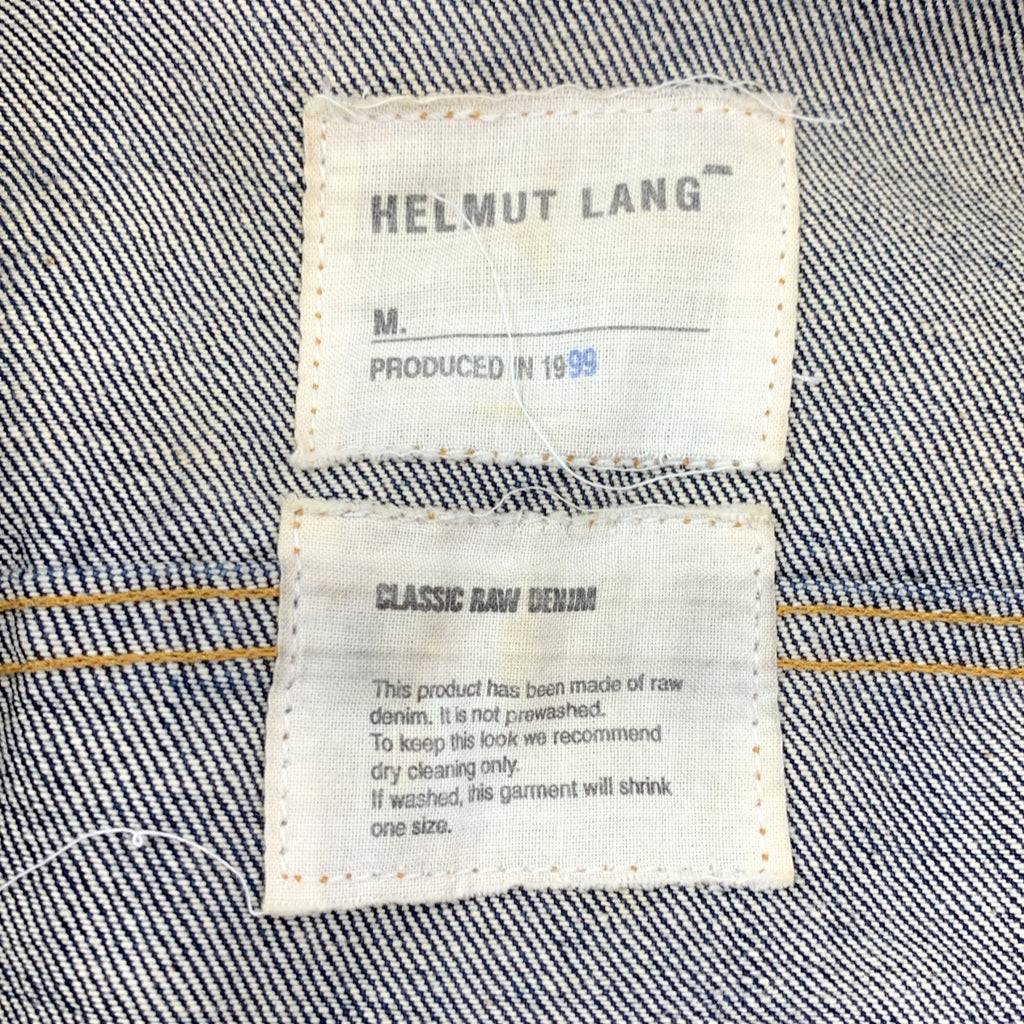 HELMUT LANG
M.
PRODUCED IN 1999
CLASSIC RAW DENIM
This product has been made of raw
denim. It is not prewashed.
To keep this look we recommend
dry cleaning only.
If washed, this garment will shrink
one size.